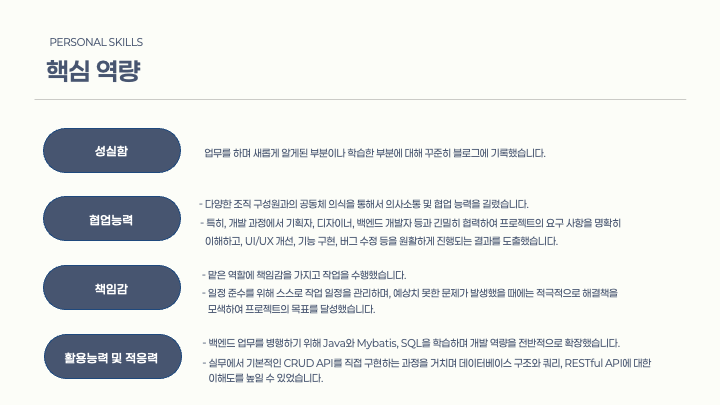 PERSONAL SKILLS
핵심 역량
성실함
업무를 하며 새롭게 알게된 부분이나 학습한 부분에 대해 꾸준히 블로그에 기록했습니다.
협업능력
- 다양한 조직 구성원과의 공동체 의식을 통해서 의사소통 및 협업 능력을 길렀습니다.
- 특히, 개발 과정에서 기획자, 디자이너, 백엔드 개발자 등과 긴밀히 협력하여 프로젝트의 요구 사항을 명확히
이해하고, UI/UX 개선, 기능 구현, 버그 수정 등을 원활하게 진행되는 결과를 도출했습니다.
책임감
- 맡은 역할에 책임감을 가지고 작업을 수행했습니다.
- 일정 준수를 위해 스스로 작업 일정을 관리하며, 예상치 못한 문제가 발생했을 때에는 적극적으로 해결책을
모색하여 프로젝트의 목표를 달성했습니다.
활용능력 및 적응력
- 백엔드 업무를 병행하기 위해 Java와 Mybatis, SQL을 학습하며 개발 역량을 전반적으로 확장했습니다.
- 실무에서 기본적인 CRUD API를 직접 구현하는 과정을 거치며 데이터베이스 구조와 쿼리, RESTful API에 대한
이해도를 높일 수 있었습니다.